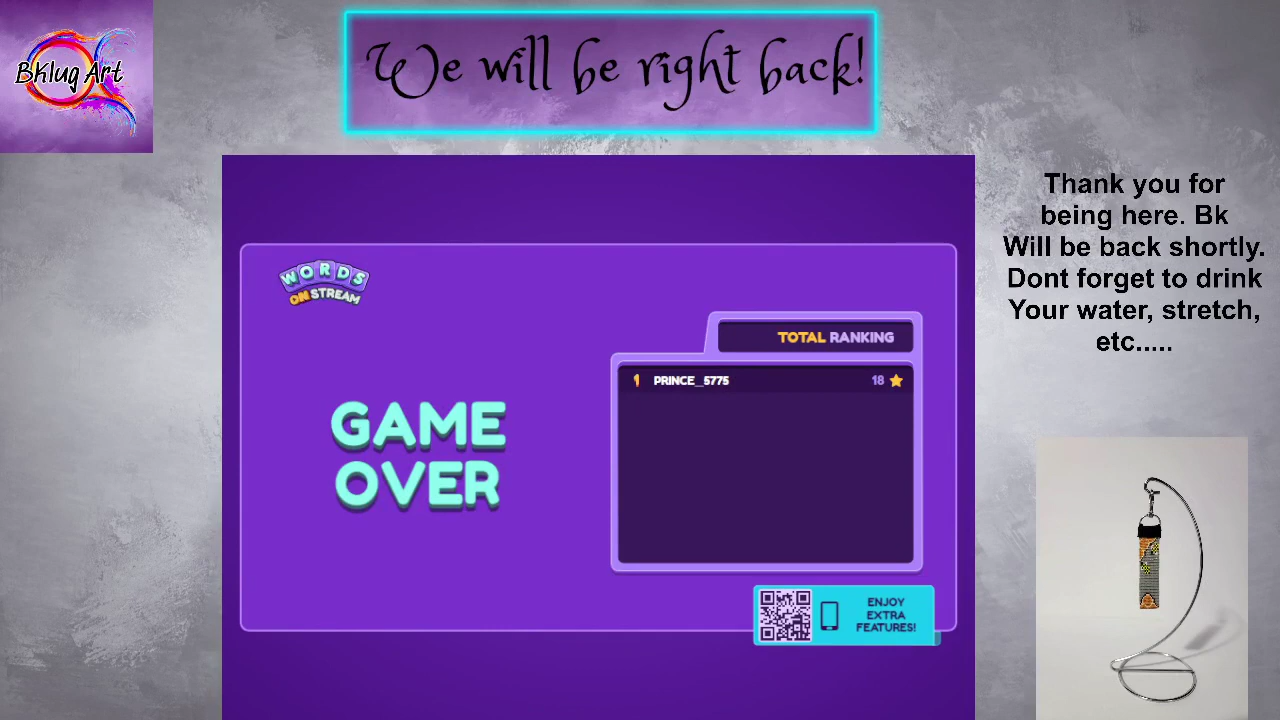 BKlug Art
We will be right back!
Thank you for
being here. Bk
Will be back shortly.
Dont forget to drink
Your water, stretch,
etc.....
WORDS
ON STREAM
TOTAL RANKING
1 PRINCE_5775 18
GAME
OVER
ENJOY
EXTRA
FEATURES!